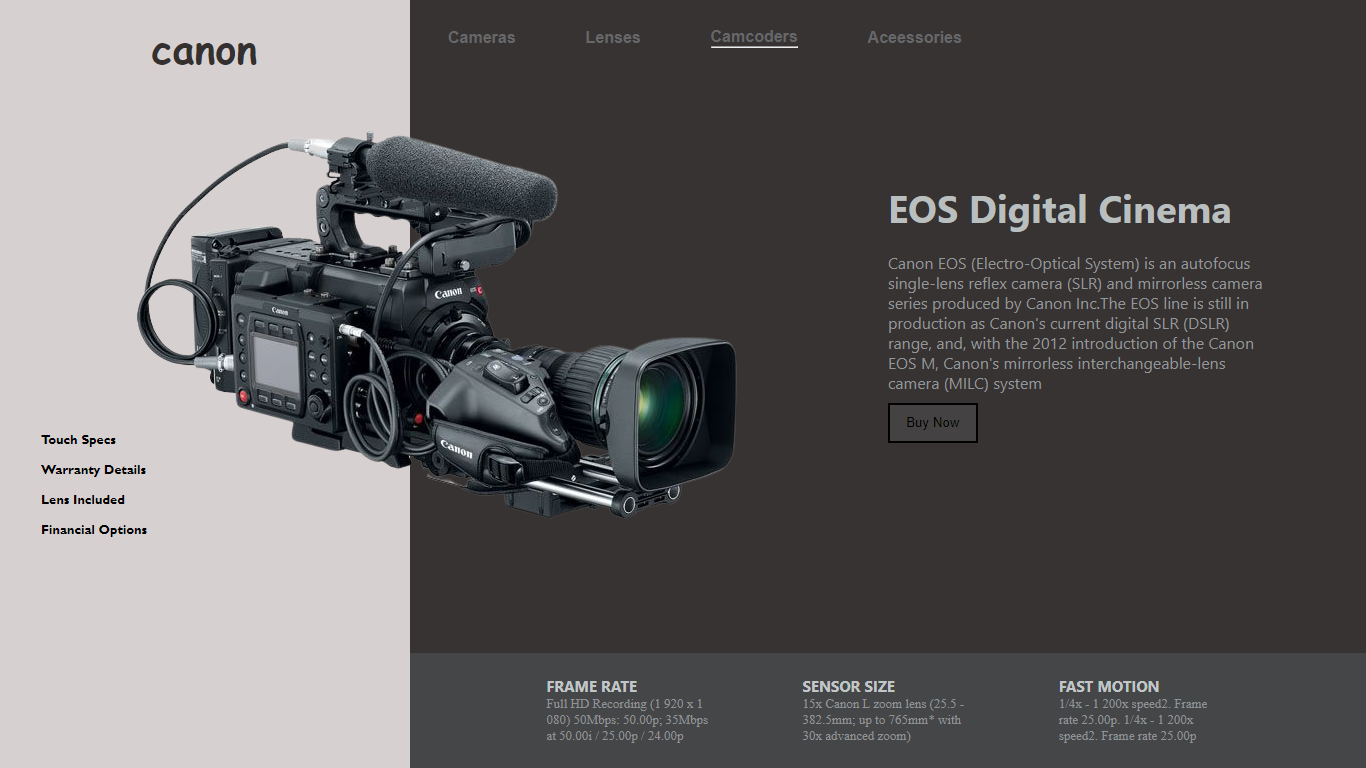 canon
Cameras
Lenses
Camcoders
Aceessories
Canon
Canon
Canon
EOS Digital Cinema
Canon EOS (Electro-Optical System) is an autofocus
single-lens reflex camera (SLR) and mirrorless camera
series produced by Canon Inc.The EOS line is still in
production as Canon's current digital SLR (DSLR)
range, and, with the 2012 introduction of the Canon
EOS M, Canon's mirrorless interchangeable-lens
camera (MILC) system
Buy Now
Touch Specs
Warranty Details
Lens Included
Financial Options
FRAME RATE
Full HD Recording (1 920 x 1
080) 50Mbps: 50.00p; 35Mbps
at 50.00i / 25.00p / 24.00p
SENSOR SIZE
15x Canon L zoom lens (25.5 -
382.5mm; up to 765mm* with
30x advanced zoom)
FAST MOTION
1/4x - 1 200x speed2. Frame
rate 25.00p. 1/4x - 1 200x
speed2. Frame rate 25.00p